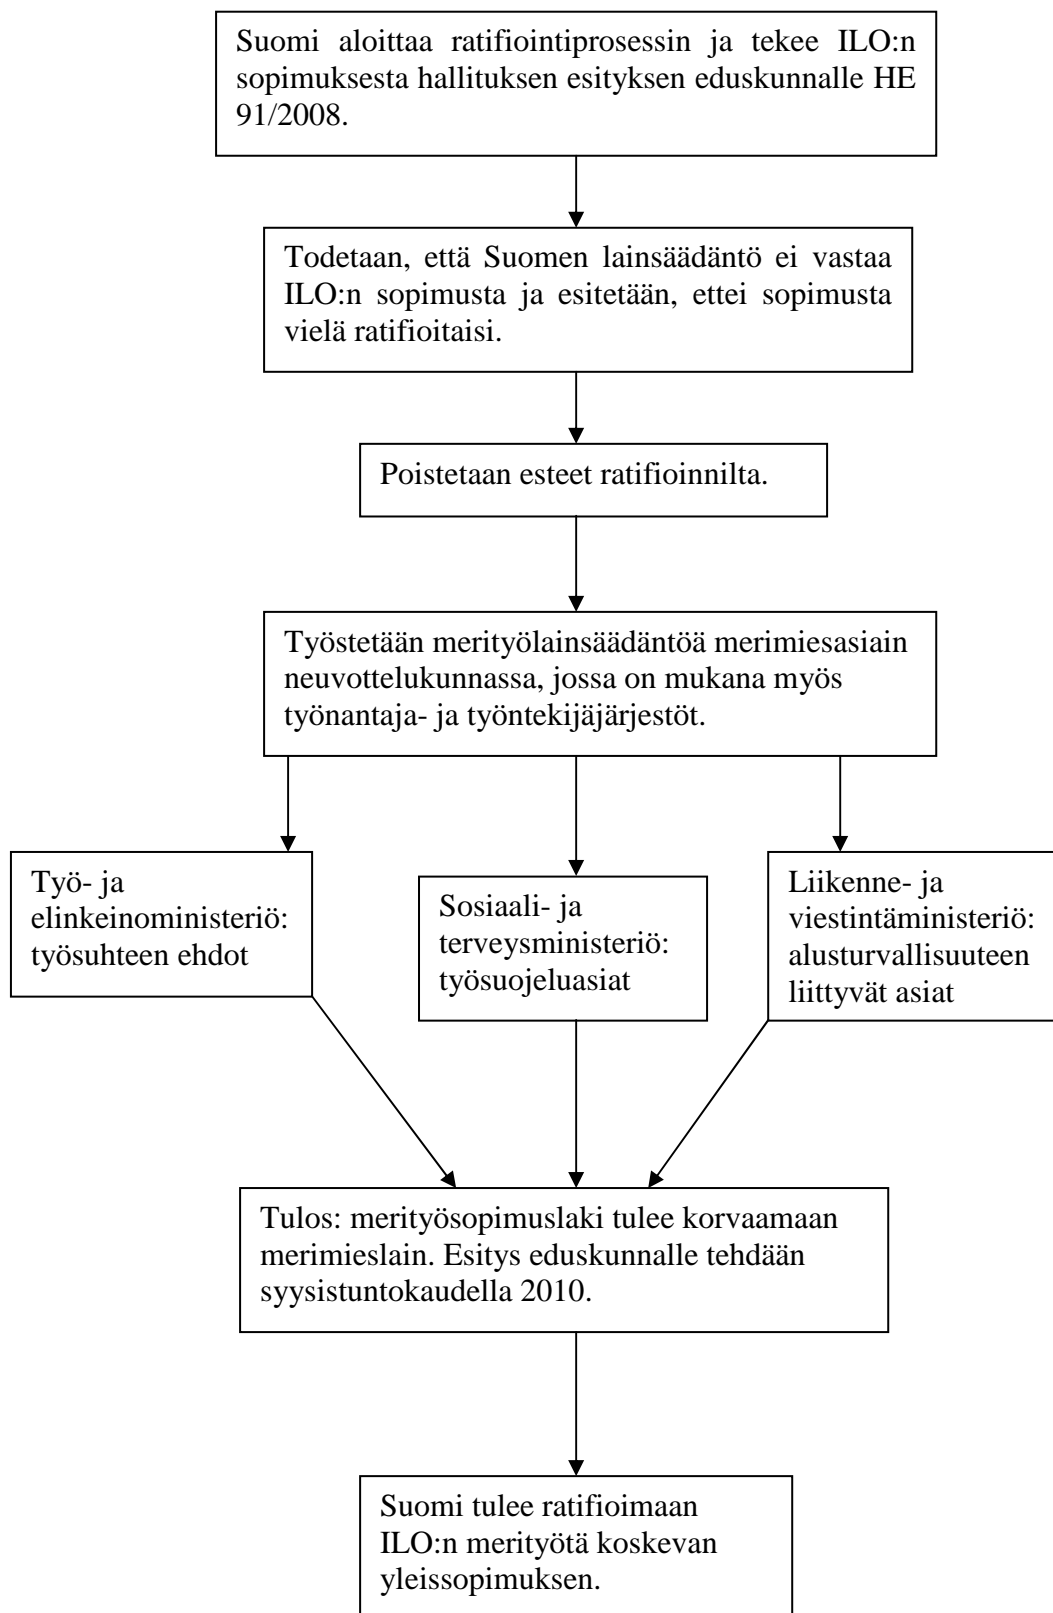 Suomi aloittaa ratifiointiprosessin ja tekee ILO:n
sopimuksesta hallituksen esityksen eduskunnalle HE
91/2008.
Todetaan, että Suomen lainsäädäntö ei vastaa
ILO:n sopimusta ja esitetään, ettei sopimusta
vielä ratifioitaisi.
Poistetaan esteet ratifioinnilta.
Työstetään merityölainsäädäntöä merimiesasiain
neuvottelukunnassa, jossa on mukana myös
työnantaja- ja työntekijäjärjestöt.
Työ- ja
elinkeinoministeriö:
työsuhteen ehdot
Sosiaali- ja
terveysministeriö:
työsuojeluasiat
Liikenne- ja
viestintäministeriö:
alusturvallisuuteen
liittyvät asiat
Tulos: merityösopimuslaki tulee korvaamaan
merimieslain. Esitys eduskunnalle tehdään
syysistuntokaudella 2010.
Suomi tulee ratifioimaan
ILO:n merityötä koskevan
yleissopimuksen.